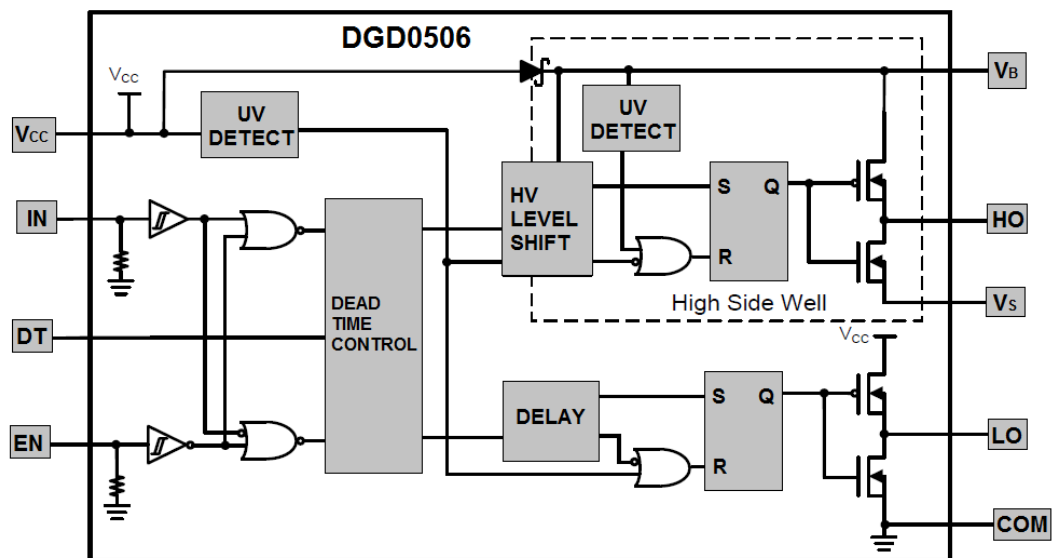 DGD0506
VCC
VB
UV
DETECT
UV
DETECT
VCC
IN
HV
LEVEL
SHIFT
S Q
R
HO
DEAD
TIME
CONTROL
High Side Well
VS
DT
VCC
DELAY
S Q
R
EN
LO
COM